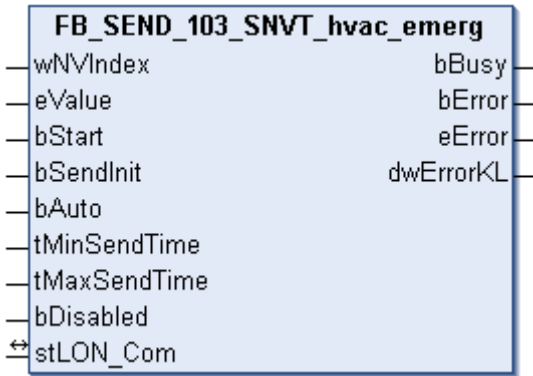 FB_SEND_103_SNVT_hvac_emerg
wNVIndex bBusy
eValue bError
bStart eError
bSendInit dwErrorKL
bAuto
tMinSendTime
tMaxSendTime
bDisabled
stLON_Com